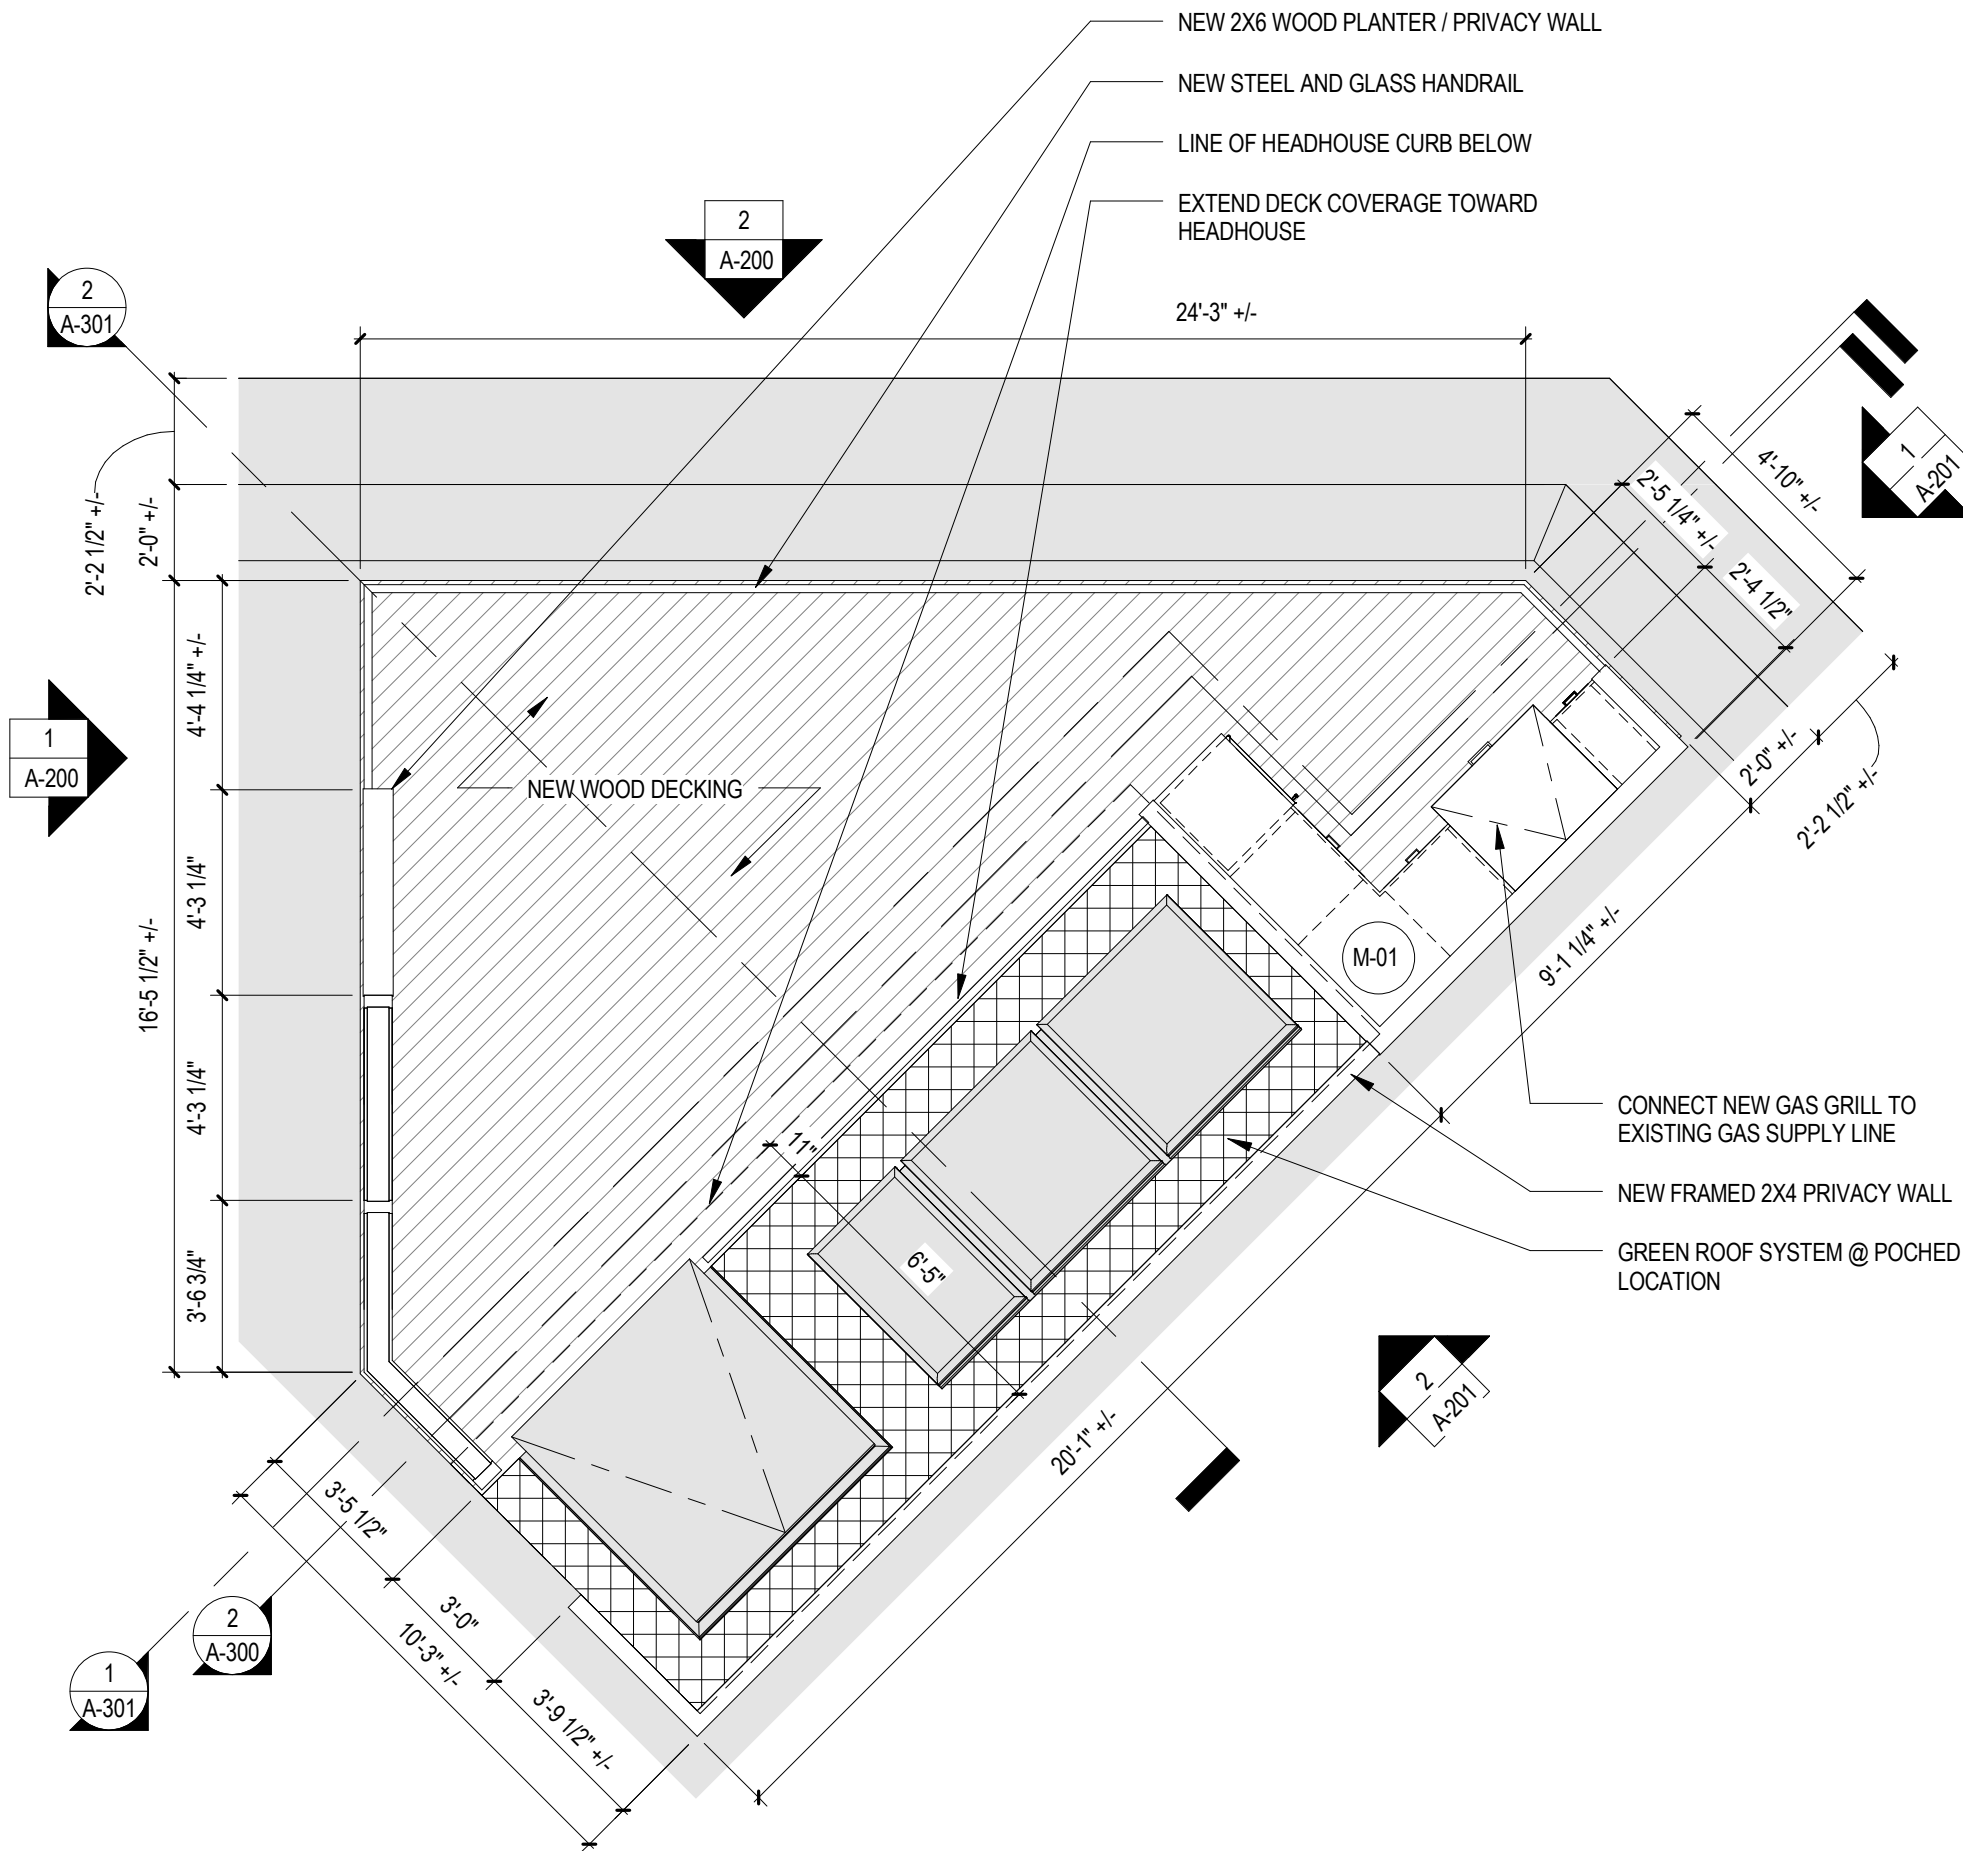 NEW 2X6 WOOD PLANTER / PRIVACY WALL
NEW STEEL AND GLASS HANDRAIL
LINE OF HEADHOUSE CURB BELOW
EXTEND DECK COVERAGE TOWARD
HEADHOUSE
2
A-200
2
A-301
24'-3" +/-
1
A-201
4'-10" +/-
2'-5 1/4" +/-
2'-4 1/2"
2'-2 1/2" +/-
2'-0" +/-
4'-4 1/4" +/-
1
A-200
NEW WOOD DECKING
2'-0" +/-
2'-2 1/2" +/-
4'-3 1/4"
16'-5 1/2" +/-
M-01
9'-1 1/4" +/-
4'-3 1/4"
11"
CONNECT NEW GAS GRILL TO
EXISTING GAS SUPPLY LINE
NEW FRAMED 2X4 PRIVACY WALL
GREEN ROOF SYSTEM @ POCHED
LOCATION
3'-6 3/4"
6'-5"
2
A-201
20'-1" +/-
3'-5 1/2"
3'-0"
10'-3" +/-
3'-9 1/2" +/-
2
A-300
1
A-301